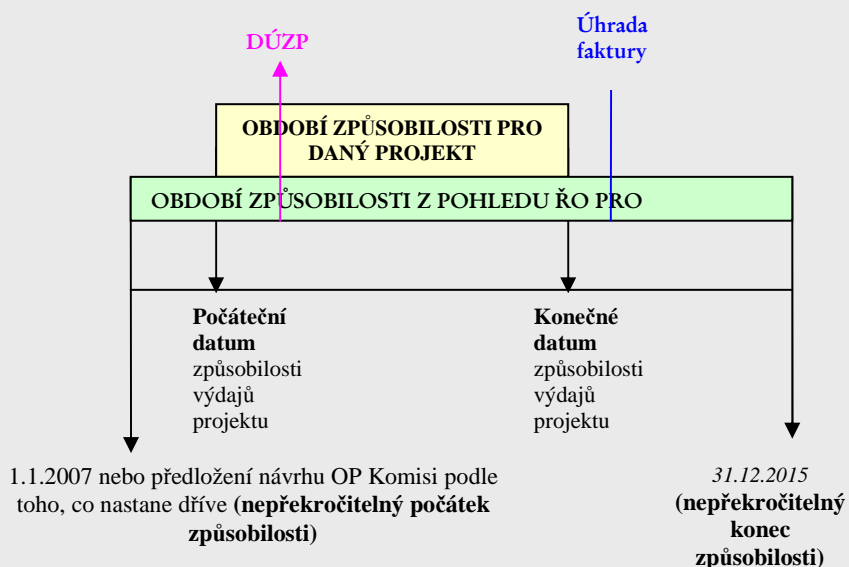 DÚZP
Úhrada
faktury
OBDOBÍ ZPŮSOBILOSTI PRO
DANÝ PROJEKT
OBDOBÍ ZPŮSOBILOSTI Z POHLEDU ŘO PRO
Počáteční
datum
způsobilosti
výdajů
projektu
Konečné
datum
způsobilosti
výdajů
projektu
1.1.2007 nebo předložení návrhu OP Komisi podle
toho, co nastane dříve (nepřekročitelný počátek
způsobilosti)
31.12.2015
(nepřekročitelný
konec
způsobilosti)